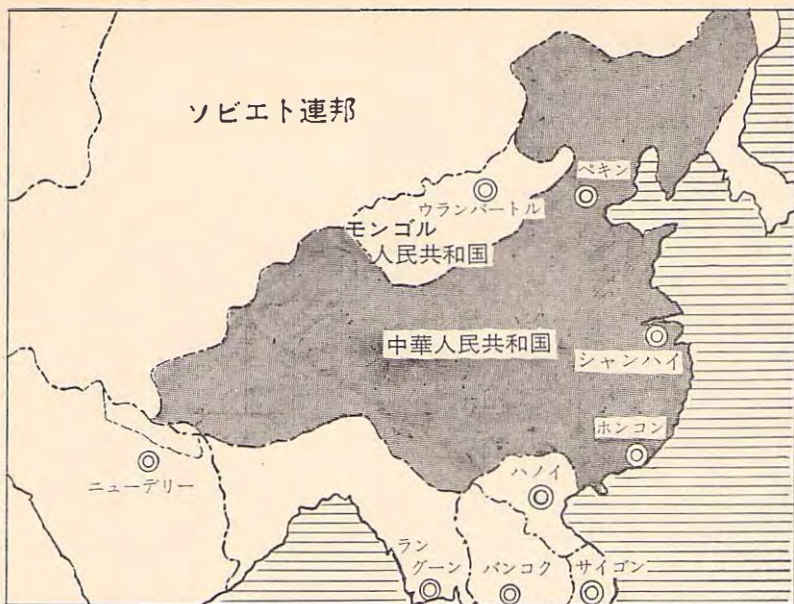 ソビエト連邦
ペキン
ウランバートル
モンゴル
人民共和国
中華人民共和国
シャンハイ
ホンコン
ニューデリー
ハノイ
ラン
グーン
バンコク
サイゴン